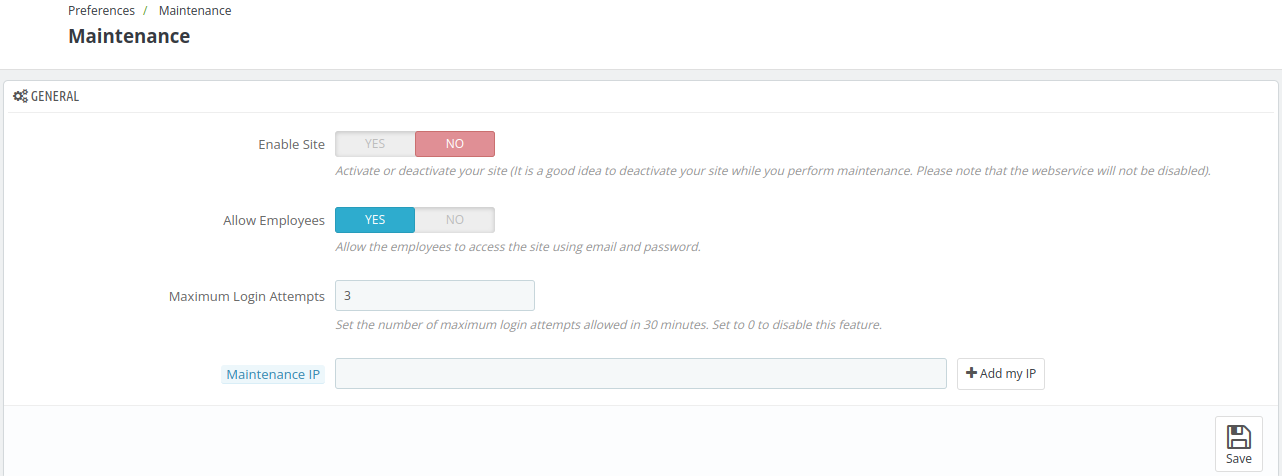 Preferences / Maintenance
Maintenance
GENERAL
Enable Site YES NO
Activate or deactivate your site (It is a good idea to deactivate your site while you perform maintenance. Please note that the webservice will not be disabled).
Allow Employees YES NO
Allow the employees to access the site using email and password.
Maximum Login Attempts 3
Set the number of maximum login attempts allowed in 30 minutes. Set to 0 to disable this feature.
Maintenance IP Add my IP
Save